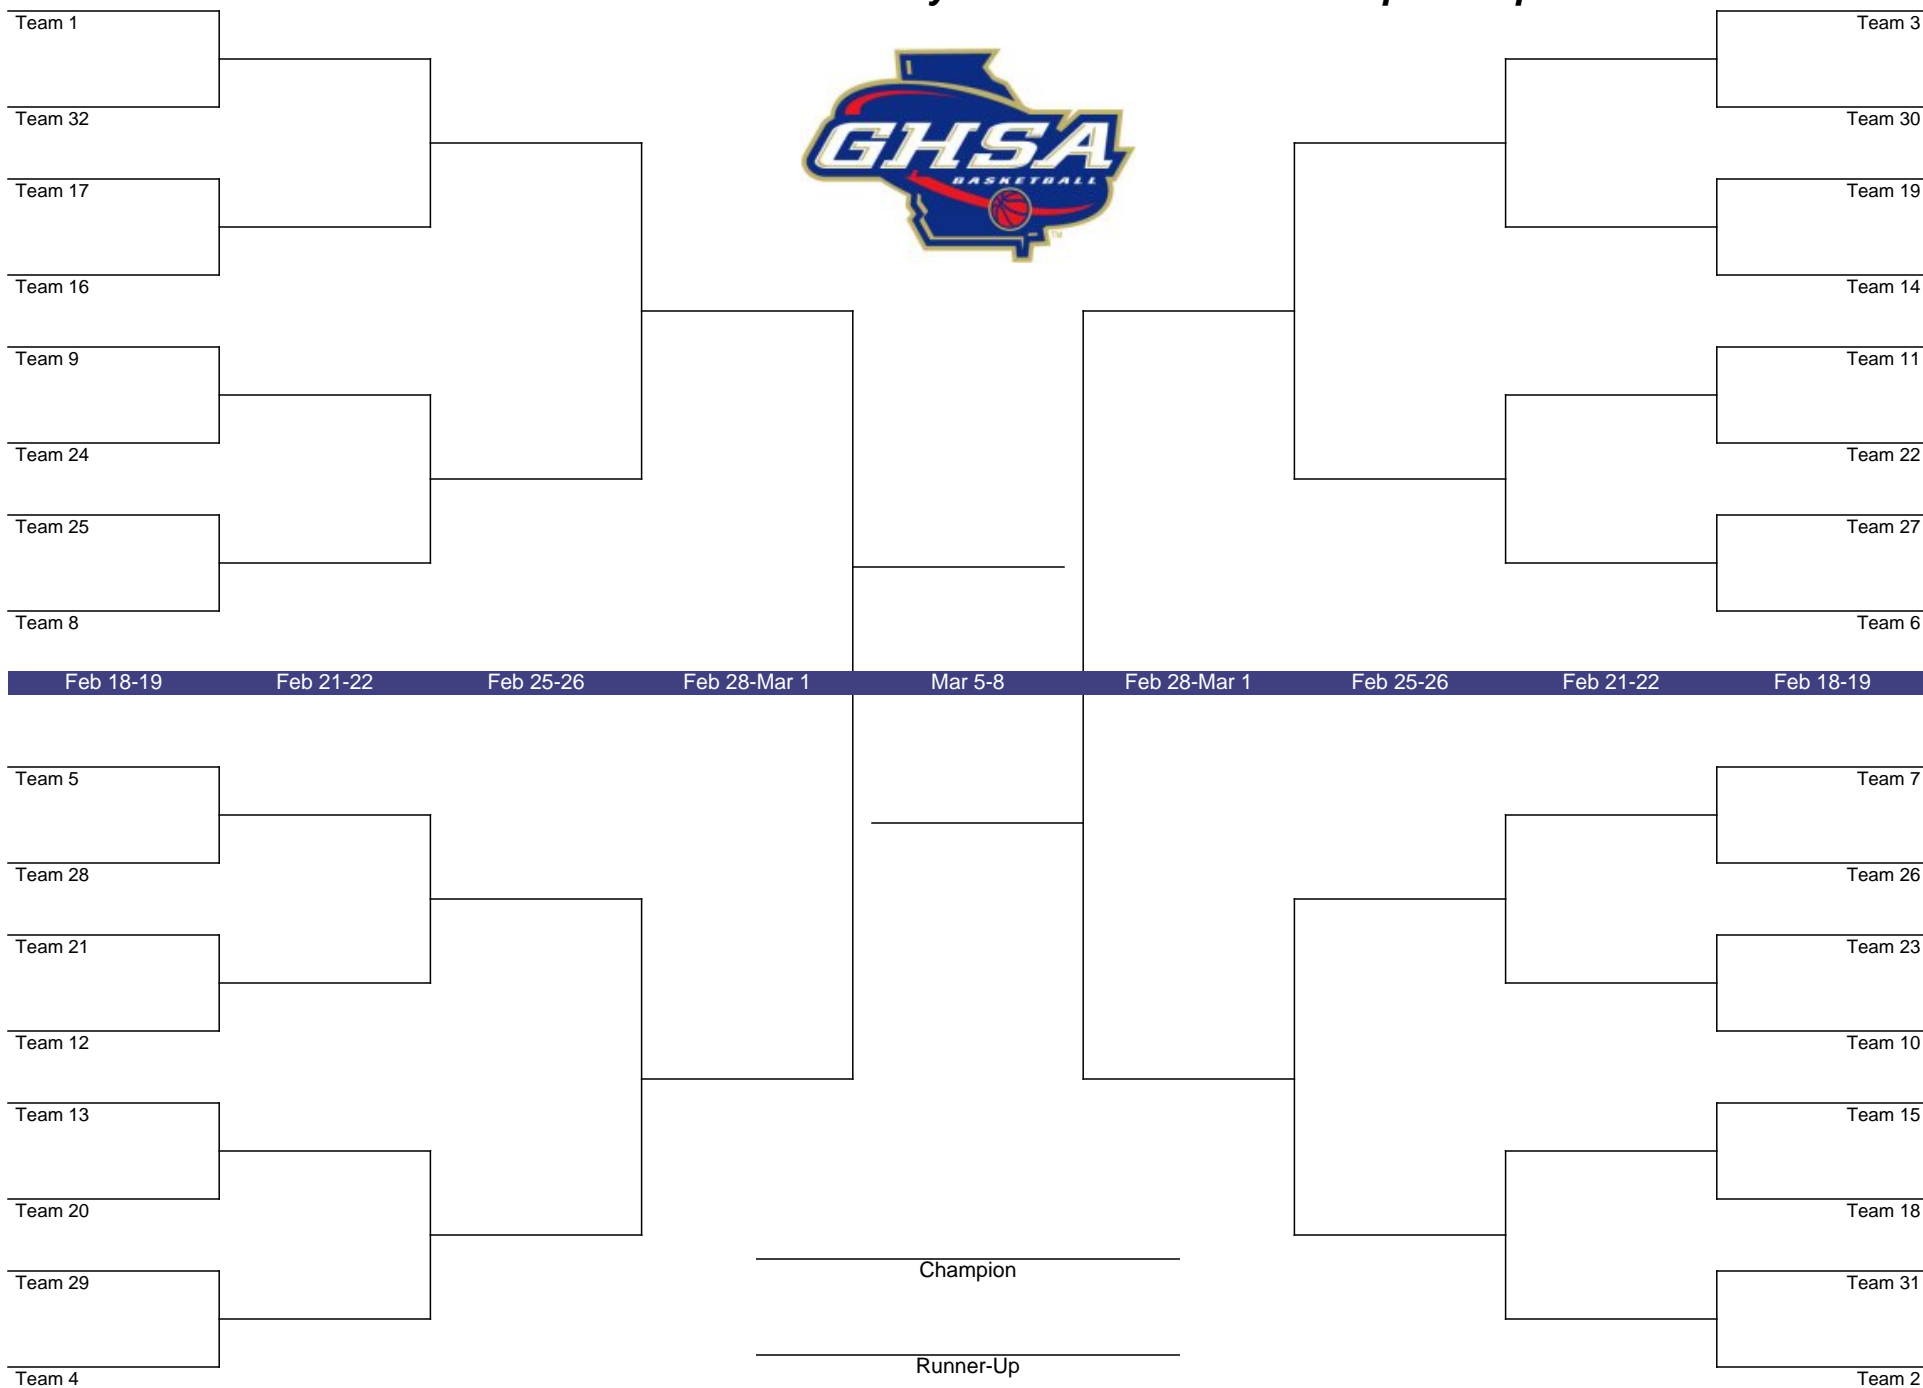 Team 1
Team 3
Team 32
Team 30
GHSA
BASKETBALL
TM
Team 17
Team 19
Team 16
Team 14
Team 9
Team 11
Team 24
Team 22
Team 25
Team 27
Team 8
Team 6
Feb 18-19 Feb 21-22 Feb 25-26 Feb 28-Mar 1 Mar 5-8 Feb 28-Mar 1 Feb 25-26 Feb 21-22 Feb 18-19
Team 5
Team 7
Team 28
Team 26
Team 21
Team 23
Team 12
Team 10
Team 13
Team 15
Team 20
Team 18
Champion
Team 29
Team 31
Runner-Up
Team 4
Team 2